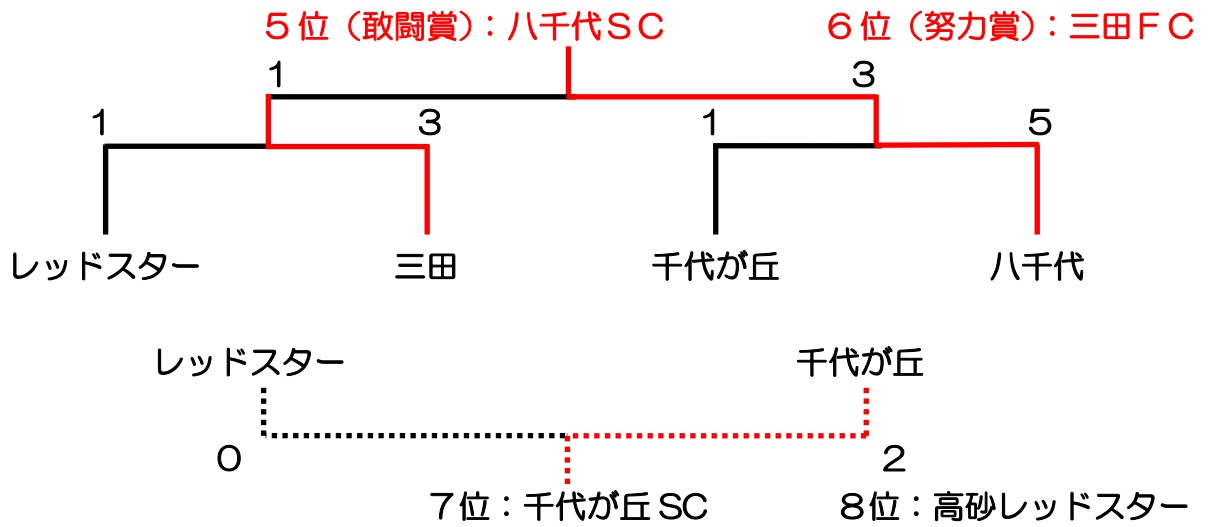 ５位（敢闘賞）：八千代ＳＣ ６位（努力賞）：三田ＦＣ
1 3
1 3 1 5
レッドスター 三田 千代が丘 八千代
レッドスター 千代が丘
0 2
７位：千代が丘SC ８位：高砂レッドスター